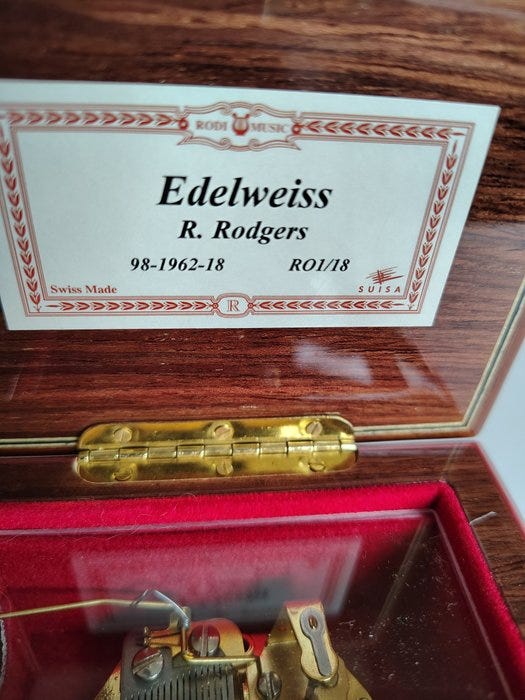 RODI MUSIC
Edelweiss
R. Rodgers
98-1962-18 RO1/18
Swiss Made
R
SUISA